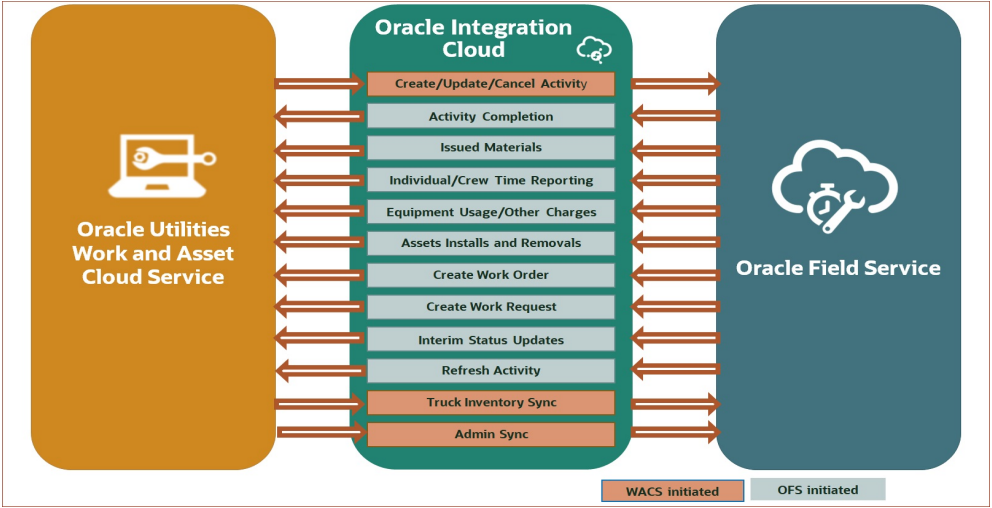 Oracle Integration
Cloud
Create/Update/Cancel Activity
Activity Completion
Issued Materials
Individual/Crew Time Reporting
Equipment Usage/Other Charges
Assets Installs and Removals
Create Work Order
Create Work Request
Interim Status Updates
Refresh Activity
Truck Inventory Sync
Admin Sync
Oracle Utilities
Work and Asset
Cloud Service
Oracle Field Service
WACS initiated
OFS initiated